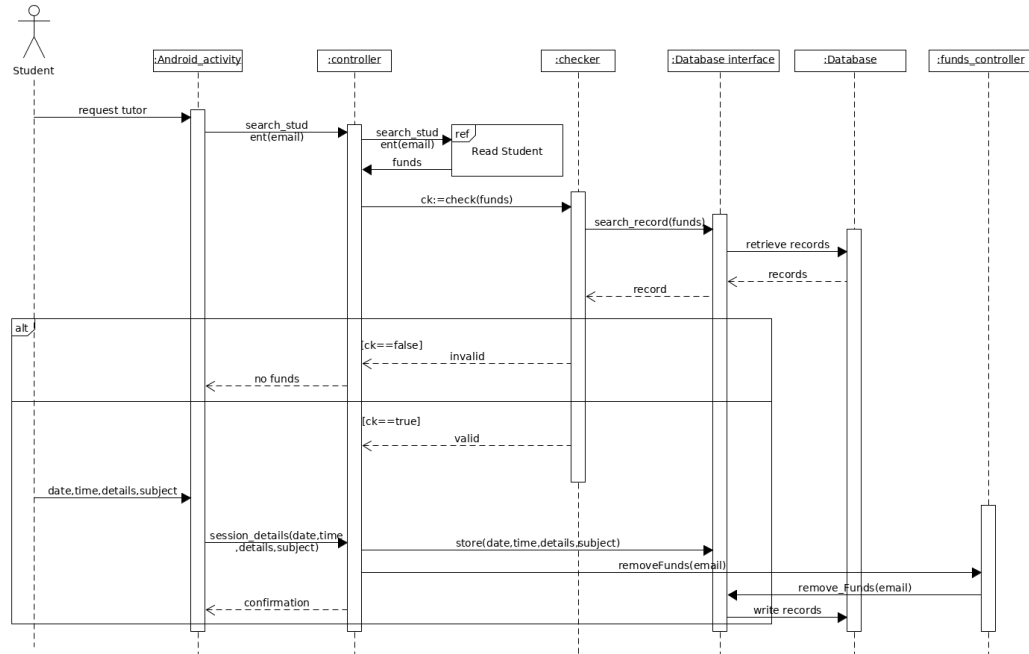 Student
:Android_activity
:controller
:checker
:Database interface
:Database
:funds_controller
request tutor
search_stud
ent(email)
search_stud
ent(email)
ref
Read Student
funds
ck:=check(funds)
search_record(funds)
retrieve records
records
record
alt
[ck==false]
invalid
no funds
[ck==true]
valid
date,time,details,subject
session_details(date,time
,details,subject)
store(date,time,details,subject)
removeFunds(email)
remove_Funds(email)
confirmation
write records